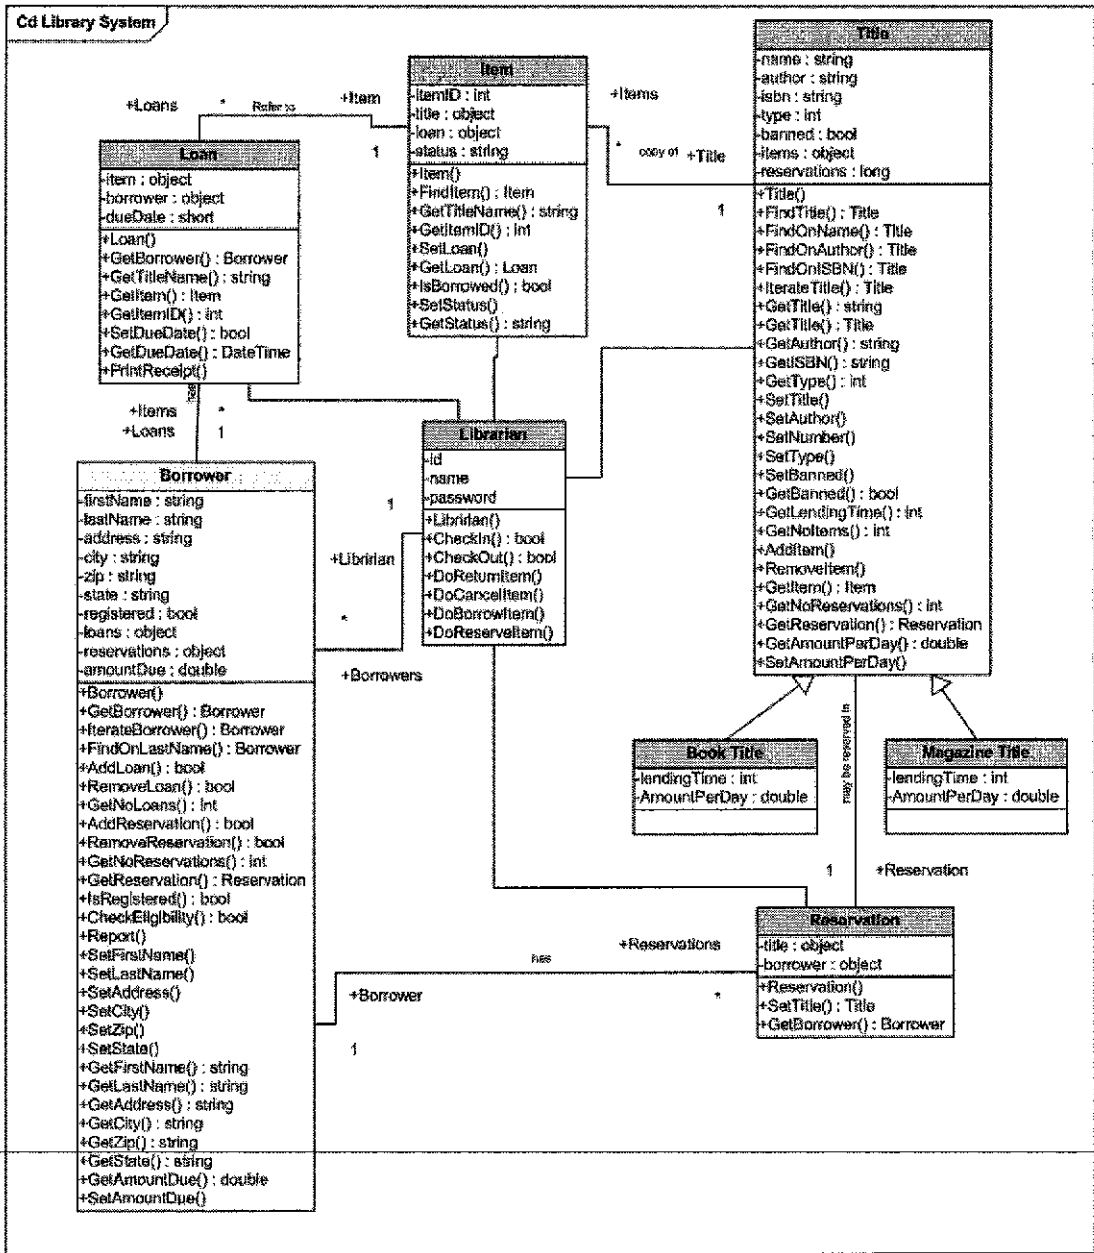 Cd Library System
Title
-name : string
-author : string
-isbn : string
-type : int
-banned : bool
-items : object
-reservations : long
+Title()
+FindTitle() : Title
+FindOnName() : Title
+FindOnAuthor() : Title
+FindOnISBN() : Title
+IterateTitle() : Title
+GetTitle() : string
+GetTitle() : Title
+GetAuthor() : string
+GetISBN() : string
+GetType() : int
+SetTitle()
+SetAuthor()
+SetNumber()
+SetType()
+SetBanned()
+GetBanned() : bool
+GetLendingTime() : int
+GetNoItems() : int
+AddItem()
+RemoveItem()
+GetItem() : Item
+GetNoReservations() : int
+GetReservation() : Reservation
+GetAmountPerDay() : double
+SetAmountPerDay()
Item
-itemID : int
-title : object
-loan : object
-status : string
+Item()
+FindItem() : Item
+GetTitleName() : string
+GetItemID() : int
+SetLoan()
+GetLoan() : Loan
+IsBorrowed() : bool
+SetStatus()
+GetStatus() : string
+Loans
*
Refer to
+Item
1
+Items
*
copy of
+Title
1
Loan
-item : object
-borrower : object
-dueDate : short
+Loan()
+GetBorrower() : Borrower
+GetTitleName() : string
+GetItem() : Item
+GetItemID() : int
+SetDueDate() : bool
+GetDueDate() : DateTime
+PrintReceipt()
has
+Items
*
+Loans
1
Librarian
-id
-name
-password
+Libririan()
+CheckIn() : bool
+CheckOut() : bool
+DoReturnItem()
+DoCancelItem()
+DoBorrowItem()
+DoReserveItem()
1
+Libririan
*
+Borrowers
Borrower
-firstName : string
-lastName : string
-address : string
-city : string
-zip : string
-state : string
-registered : bool
-loans : object
-reservations : object
-amountDue : double
+Borrower()
+GetBorrower() : Borrower
+IterateBorrower() : Borrower
+FindOnLastName() : Borrower
+AddLoan() : bool
+RemoveLoan() : bool
+GetNoLoans() : int
+AddReservation() : bool
+RemoveReservation() : bool
+GetNoReservations() : int
+GetReservation() : Reservation
+IsRegistered() : bool
+CheckEligibility() : bool
+Report()
+SetFirstName()
+SetLastName()
+SetAddress()
+SetCity()
+SetZip()
+SetState()
+GetFirstName() : string
+GetLastName() : string
+GetAddress() : string
+GetCity() : string
+GetZip() : string
+GetState() : string
+GetAmountDue() : double
+SetAmountDue()
Book Title
-lendingTime : int
-AmountPerDay : double
may be reserved in
Magazine Title
-lendingTime : int
-AmountPerDay : double
1
+Reservation
Reservation
-title : object
-borrower : object
+Reservation()
+SetTitle() : Title
+GetBorrower() : Borrower
+Reservations
has
+Borrower
*
1